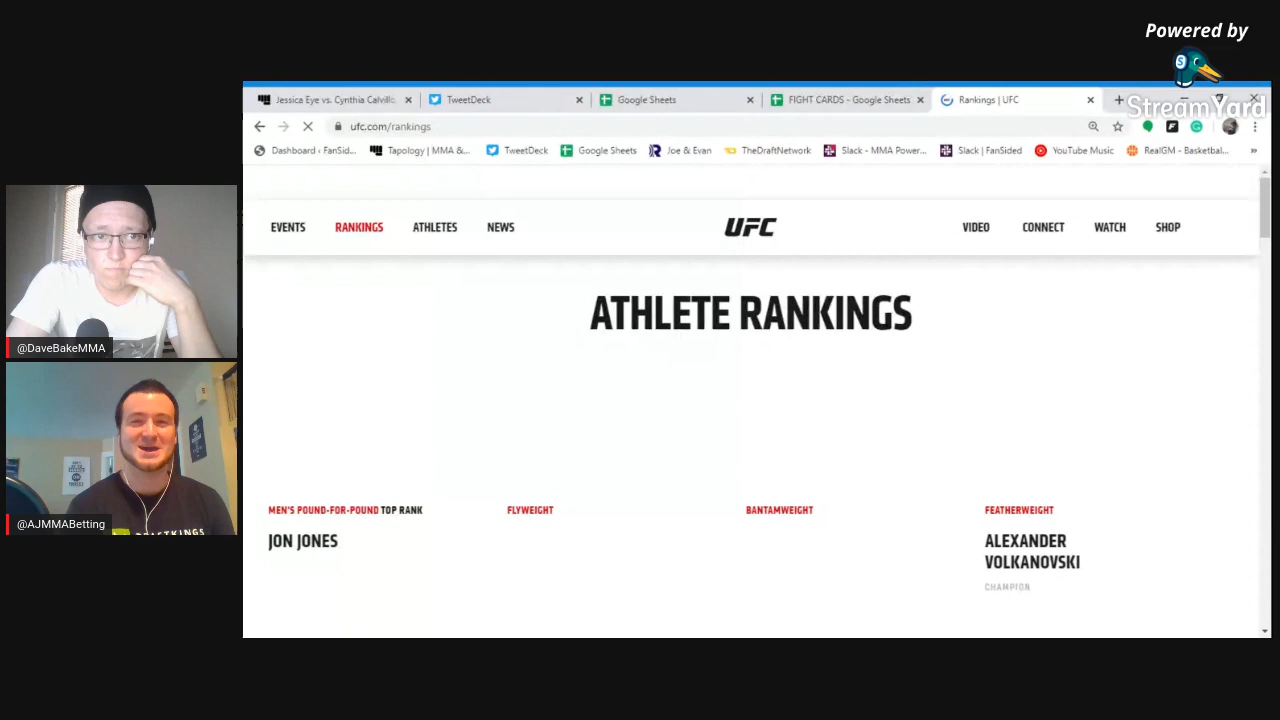 Powered by
StreamYard
Jessica Eye vs. Cynthia Calvillo
TweetDeck
Google Sheets
FIGHT CARDS - Google Sheets
Rankings | UFC
ufc.com/rankings
Dashboard ‹ FanSid...
Tapology | MMA &...
TweetDeck
Google Sheets
Joe & Evan
TheDraftNetwork
Slack - MMA Power...
Slack | FanSided
YouTube Music
RealGM - Basketbal...
»
EVENTS
RANKINGS
ATHLETES
NEWS
UFC
VIDEO
CONNECT
WATCH
SHOP
ATHLETE RANKINGS
MEN'S POUND-FOR-POUND TOP RANK
JON JONES
FLYWEIGHT
BANTAMWEIGHT
FEATHERWEIGHT
ALEXANDER
VOLKANOVSKI
CHAMPION
@DaveBakeMMA
@AJMMABetting